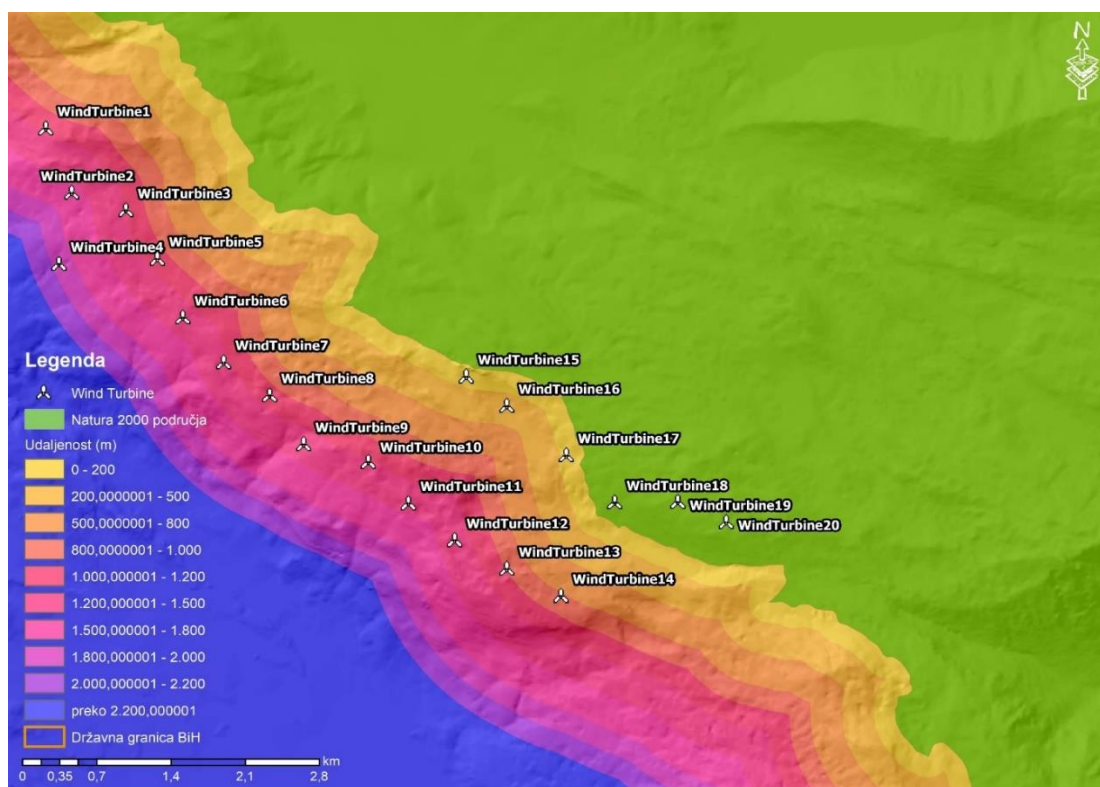 N
WindTurbine1
WindTurbine2
WindTurbine3
WindTurbine4
WindTurbine5
WindTurbine6
WindTurbine7
WindTurbine8
WindTurbine9
WindTurbine10
WindTurbine11
WindTurbine12
WindTurbine13
WindTurbine14
WindTurbine15
WindTurbine16
WindTurbine17
WindTurbine18
WindTurbine19
WindTurbine20
Legenda
Wind Turbine
Natura 2000 područja
Udaljenost (m)
0 - 200
200,0000001 - 500
500,0000001 - 800
800,0000001 - 1.000
1.000,000001 - 1.200
1.200,000001 - 1.500
1.500,000001 - 1.800
1.800,000001 - 2.000
2.000,000001 - 2.200
preko 2.200,000001
Državna granica BiH
km
0 0,35 0,7 1,4 2,1 2,8